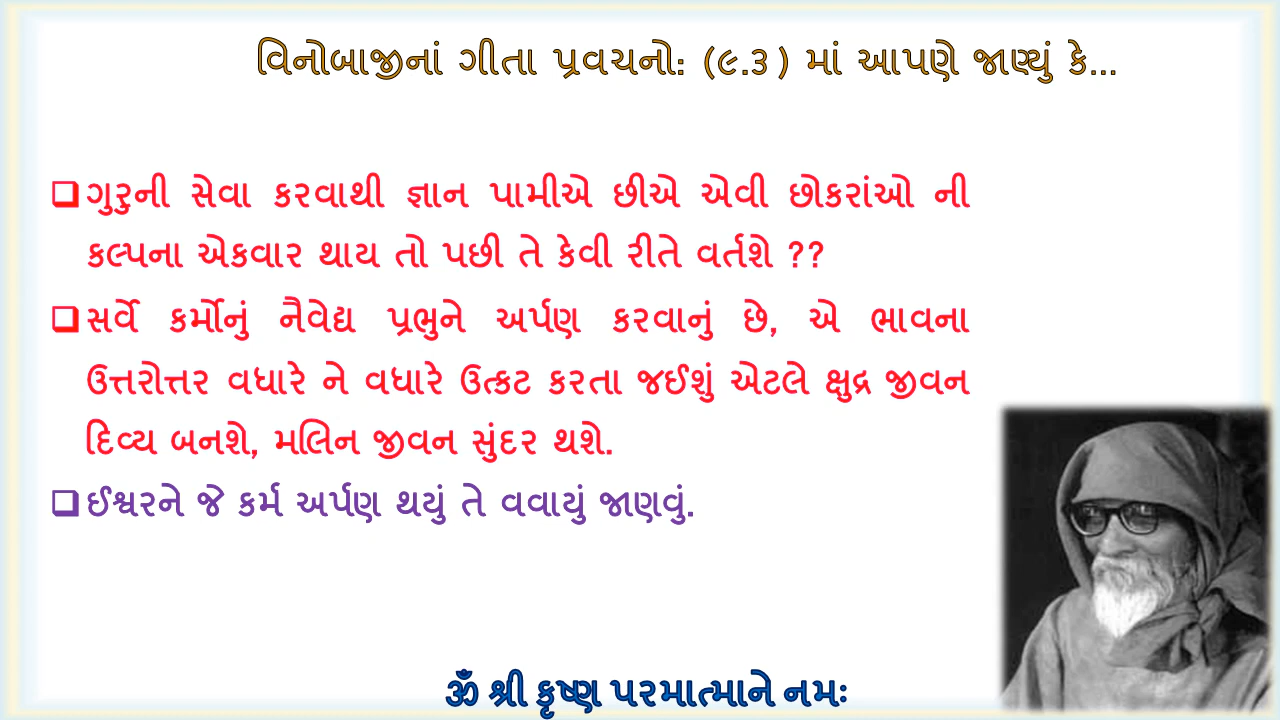 વિનોબાજીનાં ગીતા પ્રવચનો: (૯.૩) માં આપણે જાણ્યું કે...
ગુરુની સેવા કરવાથી જ્ઞાન પામીએ છીએ એવી છોકરાંઓ ની
કલ્પના એકવાર થાય તો પછી તે કેવી રીતે વર્તશે ??
સર્વે કર્મોનું નૈવેદ્ય પ્રભુને અર્પણ કરવાનું છે, એ ભાવના
ઉત્તરોત્તર વધારે ને વધારે ઉત્કટ કરતા જઈશું એટલે ક્ષુદ્ર જીવન
દિવ્ય બનશે, મલિન જીવન સુંદર થશે.
ઈશ્વરને જે કર્મ અર્પણ થયું તે વવાયું જાણવું.
ૐ શ્રી કૃષ્ણ પરમાત્માને નમઃ